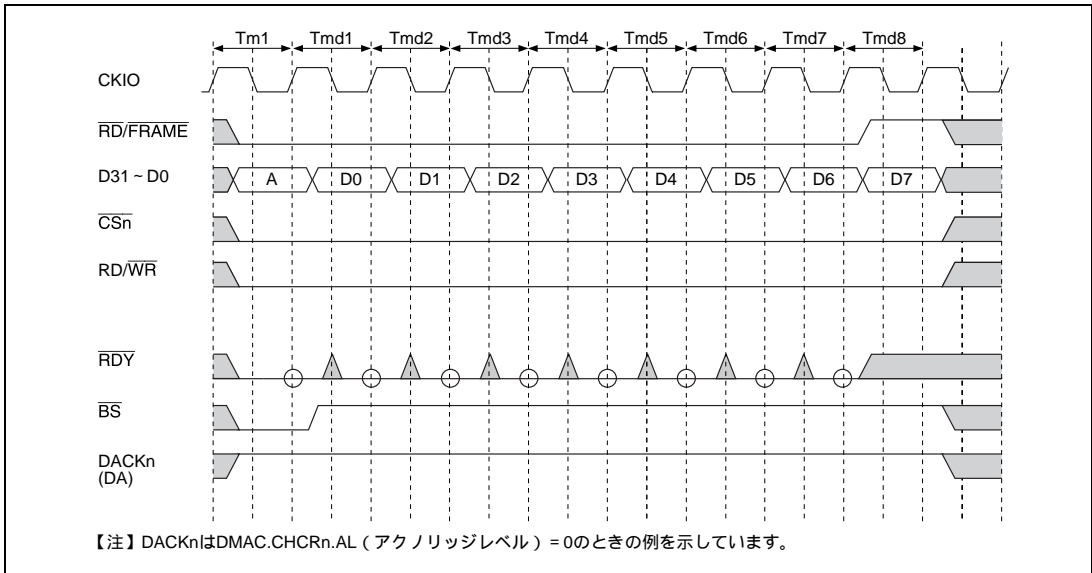 Tm1 Tmd1 Tmd2 Tmd3 Tmd4 Tmd5 Tmd6 Tmd7 Tmd8
CKIO
RD/FRAME
D31 ~ D0 A D0 D1 D2 D3 D4 D5 D6 D7
CSn
RD/WR
RDY
BS
DACKn
(DA)
【注】DACKnはDMAC.CHCRn.AL（アクノリッジレベル）= 0のときの例を示しています。